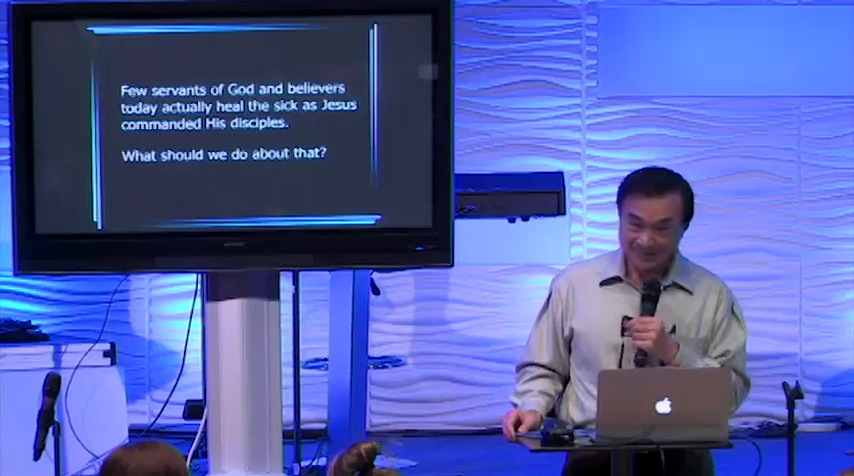 Few servants of God and believers
today actually heal the sick as Jesus
commanded His disciples.
What should we do about that?